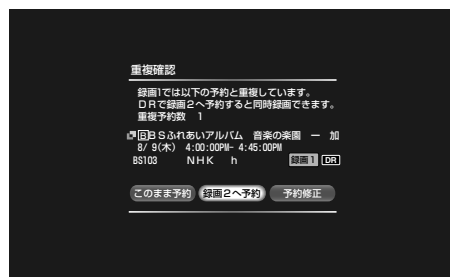 重複確認
録画1では以下の予約と重複しています。
DRで録画2へ予約すると同時録画できます。
重複予約数 1
BSふれあいアルバム 音楽の楽園 ー 加
8/ 9(木) 4:00:00PM- 4:45:00PM
BS103 NHK h 録画1 DR
このまま予約 録画2へ予約 予約修正